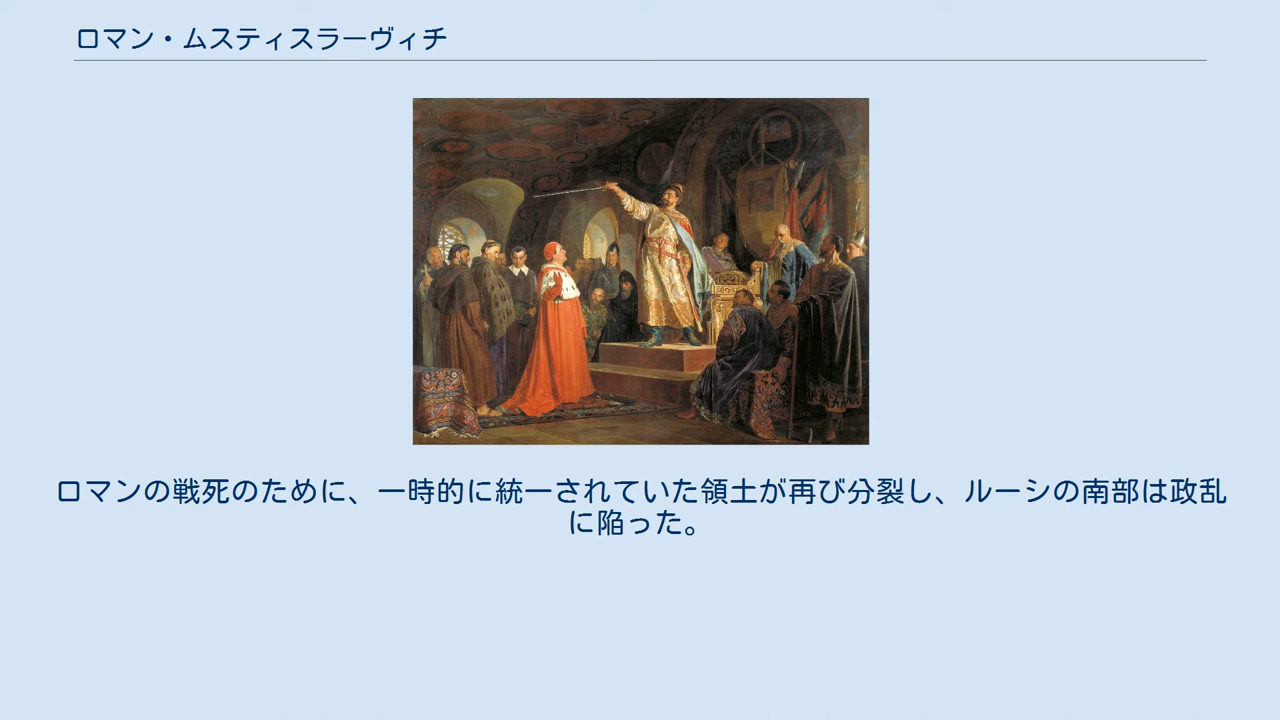 ロマン・ムスティスラーヴィチ
ロマンの戦死のために、一時的に統一されていた領土が再び分裂し、ルーシの南部は政乱
に陥った。